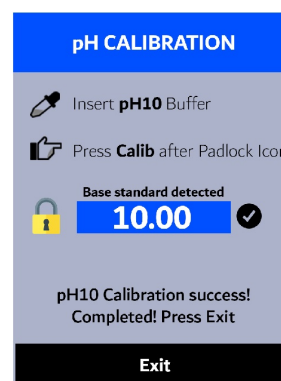 pH CALIBRATION
Insert pH10 Buffer
Press Calib after Padlock Icon
Base standard detected
10.00
pH10 Calibration success!
Completed! Press Exit
Exit